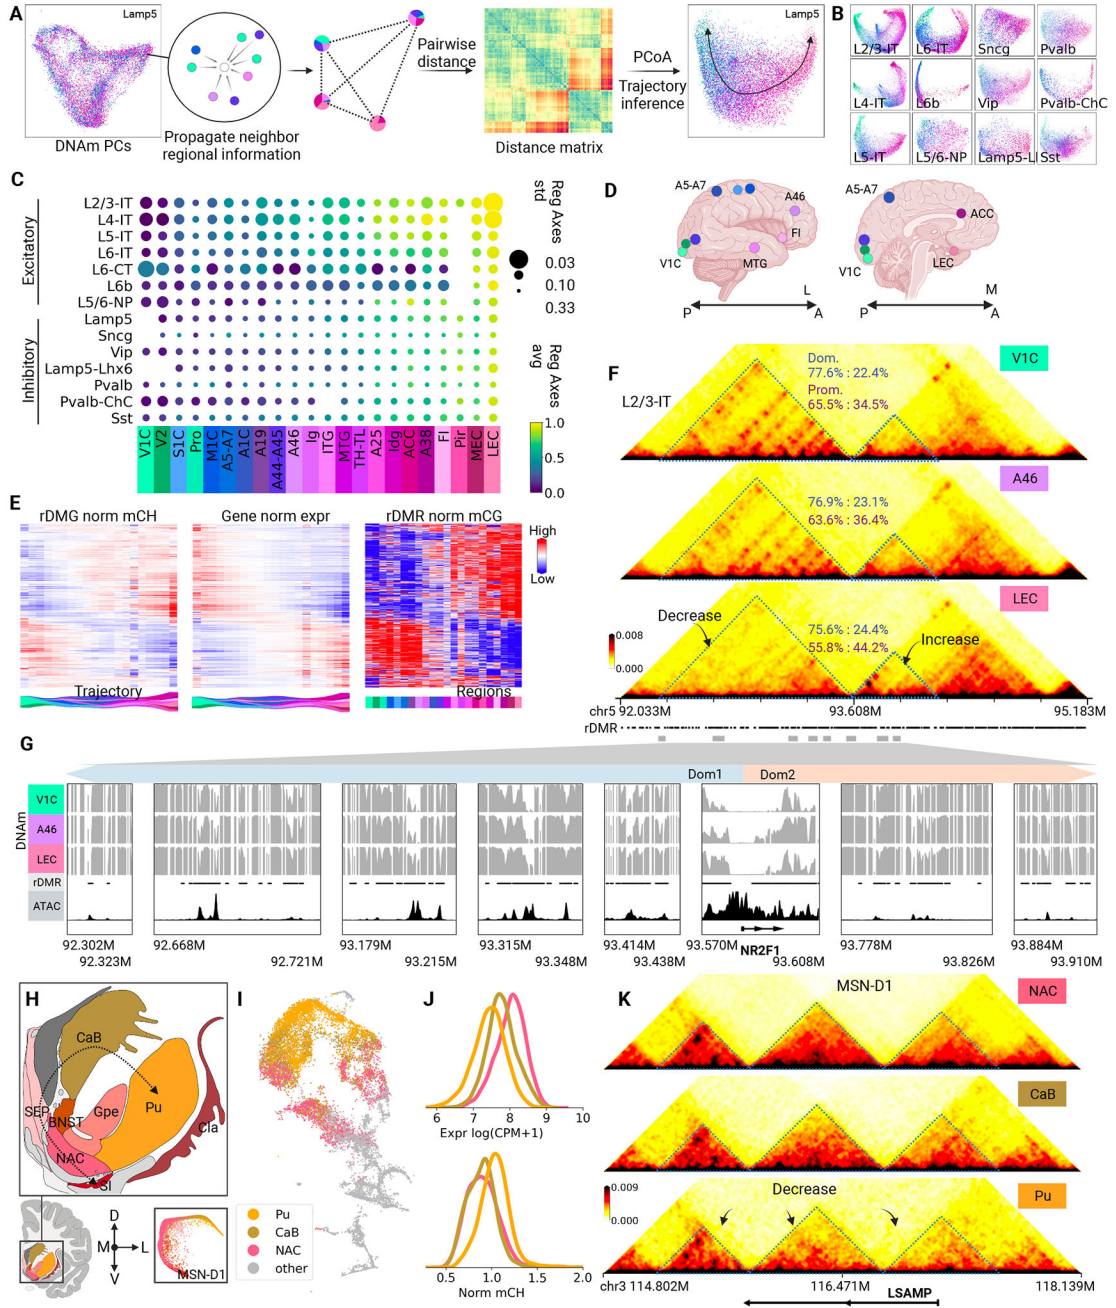 A
Lamp5
DNAm PCs
Propagate neighbor
regional information
Pairwise
distance
Distance matrix
PCoA
Trajectory
inference
Lamp5
B
L2/3-IT
L6-IT
Sncg
Pvalb
L4-IT
L6b
Vip
Pvalb-ChC
L5-IT
L5/6-NP
Lamp5-L
Sst
C
Excitatory
Inhibitory
L2/3-IT
L4-IT
L5-IT
L6-IT
L6-CT
L6b
L5/6-NP
Lamp5
Sncg
Vip
Lamp5-Lhx6
Pvalb
Pvalb-ChC
Sst
V1C
V2
S1C
Pro
M1C
A5-A7
A1C
A19
A44-A45
A46
Ig
ITG
MTG
TH-TL
A25
Idg
ACC
A38
FI
Pir
MEC
LEC
Reg Axes
std
0.03
0.10
0.33
Reg Axes
avg
1.0
0.5
0.0
D
A5-A7
A46
FI
V1C
MTG
L
P
A
A5-A7
ACC
V1C
LEC
M
P
A
E
rDMG norm mCH
Gene norm expr
rDMR norm mCG
High
Low
Trajectory
Regions
F
L2/3-IT
Dom.
77.6% : 22.4%
Prom.
65.5% : 34.5%
V1C
76.9% : 23.1%
63.6% : 36.4%
A46
Decrease
75.6% : 24.4%
55.8% : 44.2%
Increase
LEC
0.008
0.000
chr5 92.033M
93.608M
95.183M
rDMR
G
Dom1
Dom2
DNAm
V1C
A46
LEC
rDMR
ATAC
92.302M
92.323M
92.668M
92.721M
93.179M
93.215M
93.315M
93.348M
93.414M
93.438M
93.570M
NR2F1
93.608M
93.778M
93.826M
93.884M
93.910M
H
CaB
SEP
BNST
Gpe
Pu
Cla
NAC
SI
D
M
L
V
MSN-D1
I
Pu
CaB
NAC
other
J
6
7
8
9
10
Expr log(CPM+1)
0.5
1.0
1.5
2.0
Norm mCH
K
MSN-D1
NAC
CaB
Pu
Decrease
0.009
0.000
chr3 114.802M
116.471M
118.139M
LSAMP